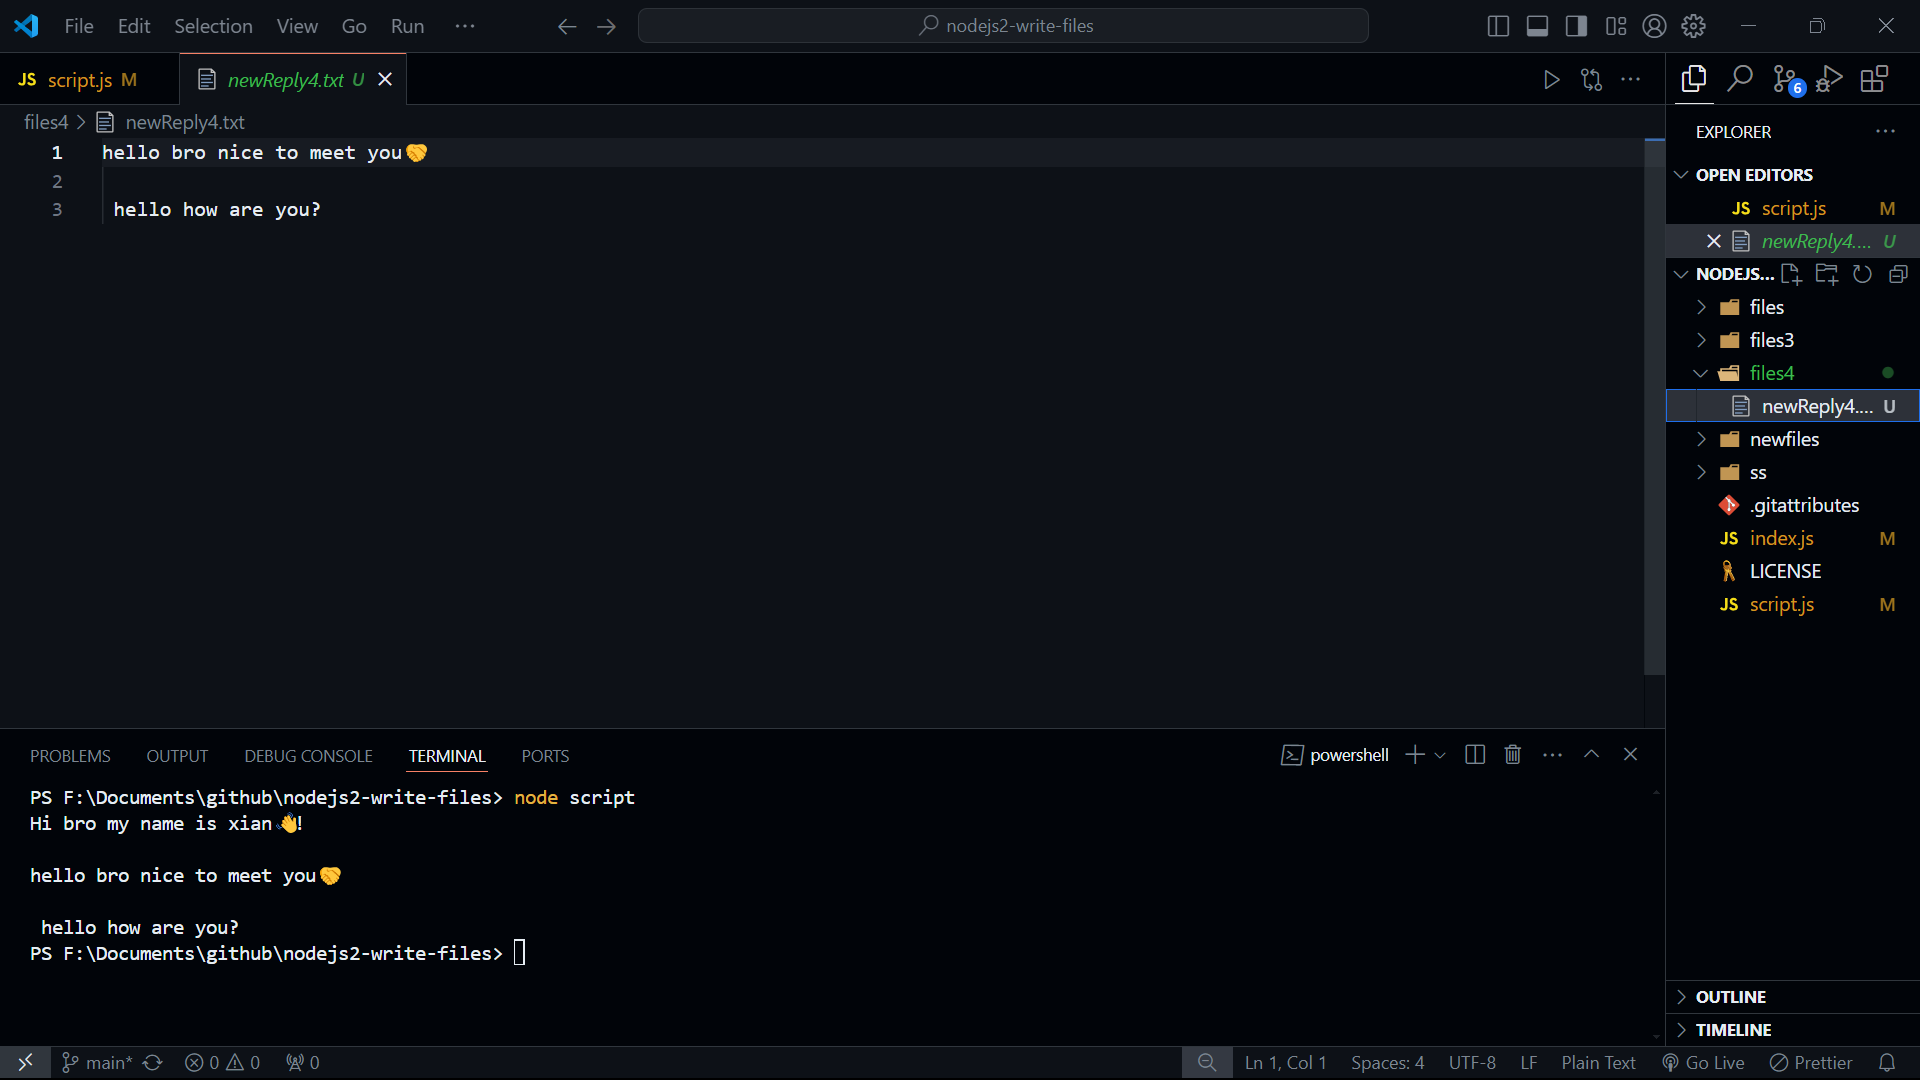 File Edit Selection View Go Run ··· nodejs2-write-files
JS script.js M newReply4.txt U
files4 > newReply4.txt
1 hello bro nice to meet you🤝
2
3 hello how are you?
EXPLORER
OPEN EDITORS
JS script.js M
newReply4.... U
NODEJS...
files
files3
files4
newReply4.... U
newfiles
ss
.gitattributes
JS index.js M
LICENSE
JS script.js M
OUTLINE
TIMELINE
6
PROBLEMS OUTPUT DEBUG CONSOLE TERMINAL PORTS powershell
PS F:\Documents\github\nodejs2-write-files> node script
Hi bro my name is xian👋!
hello bro nice to meet you🤝
hello how are you?
PS F:\Documents\github\nodejs2-write-files>
main* 0 0 0 Ln 1, Col 1 Spaces: 4 UTF-8 LF Plain Text Go Live Prettier